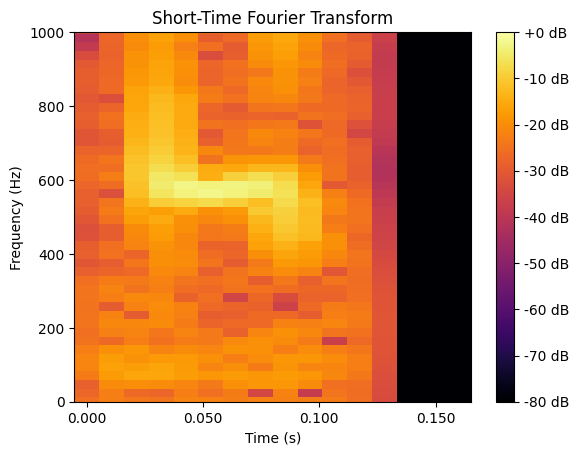 Short-Time Fourier Transform
1000
800
600
400
200
0
Frequency (Hz)
0.000
0.050
0.100
0.150
Time (s)
+0 dB
-10 dB
-20 dB
-30 dB
-40 dB
-50 dB
-60 dB
-70 dB
-80 dB